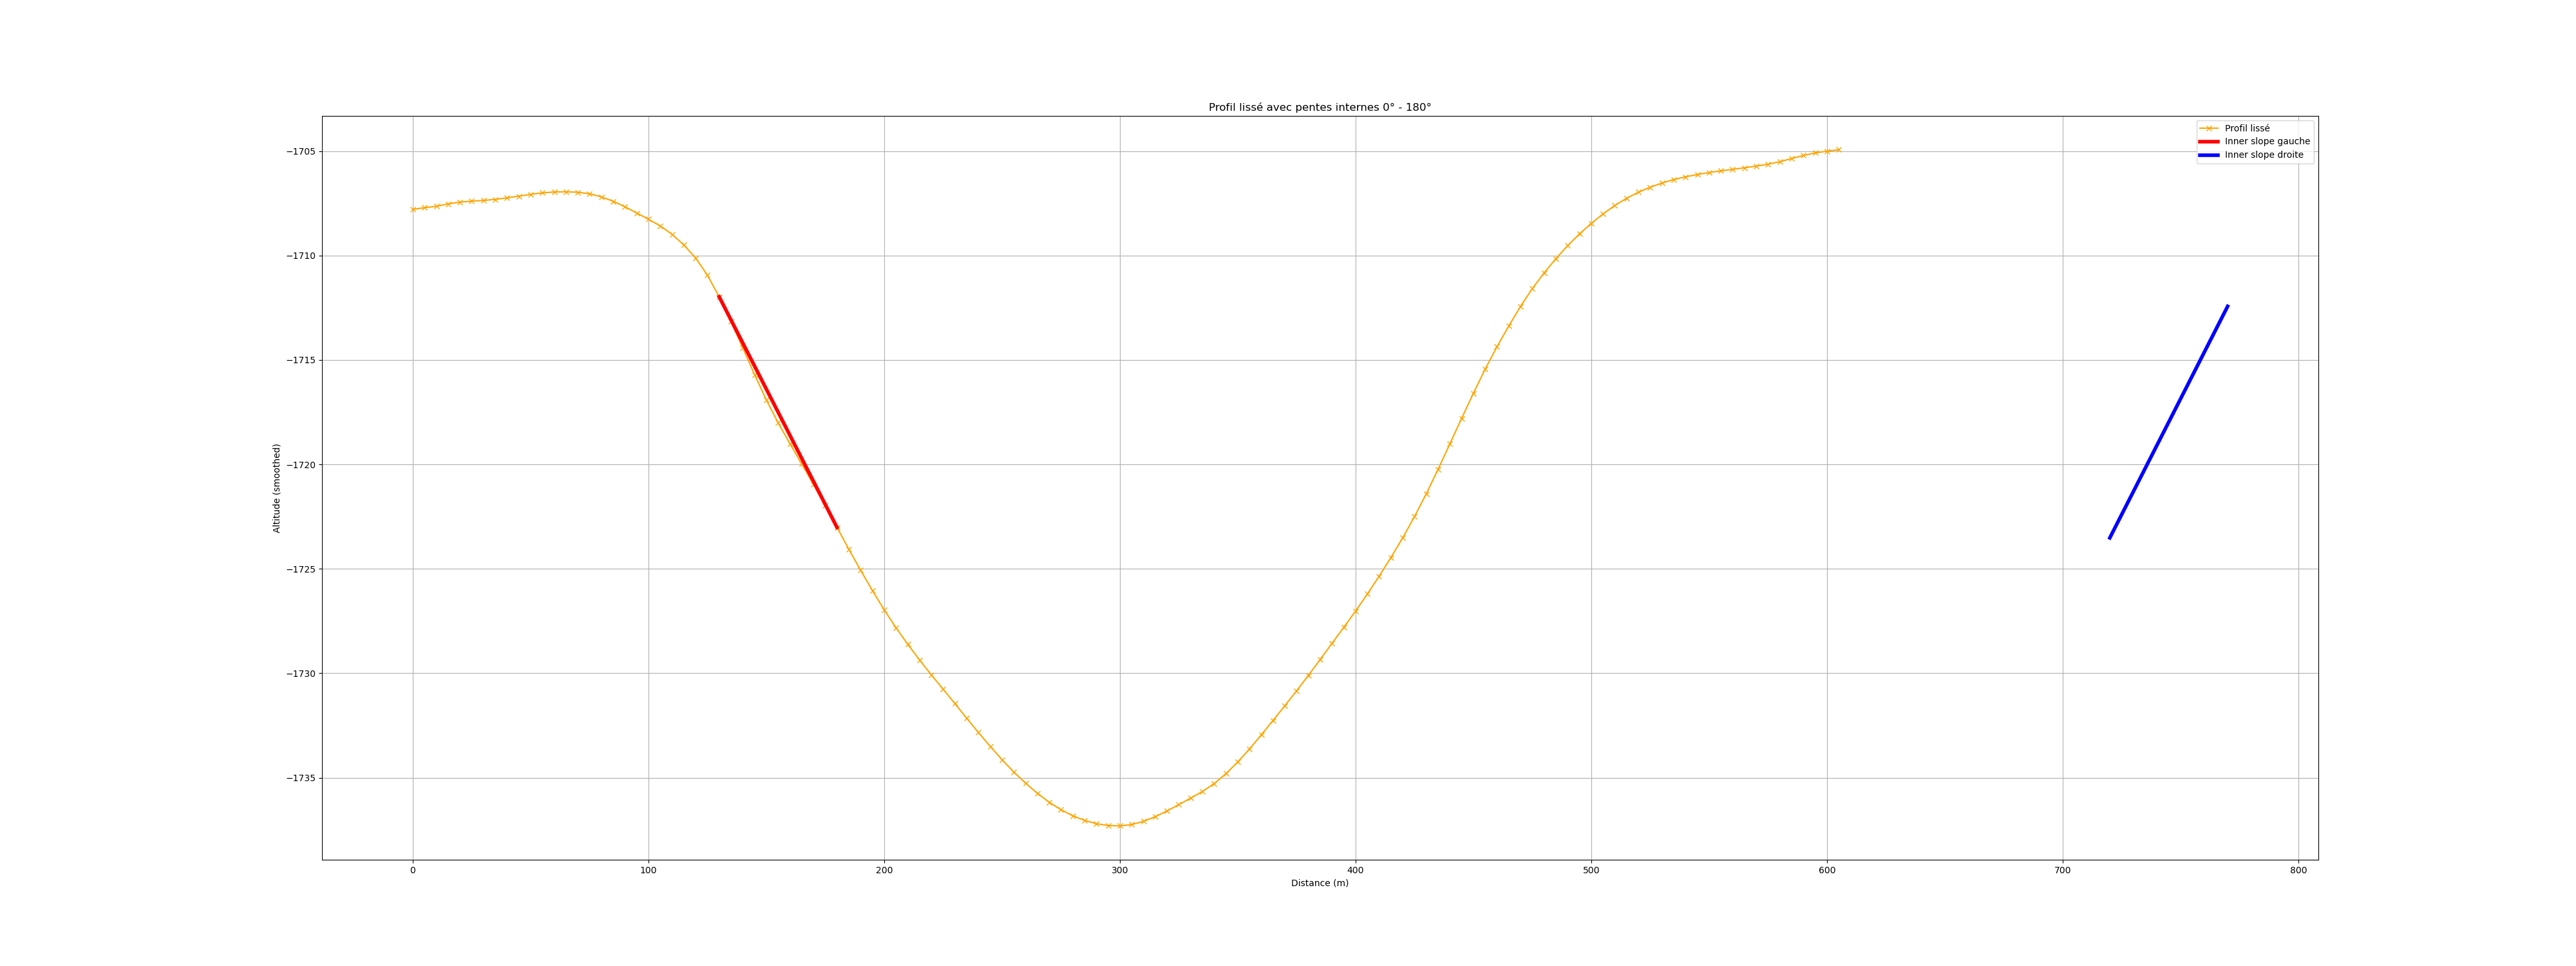 Profil lissé avec pentes internes 0° - 180°
Profil lissé
Inner slope gauche
Inner slope droite
Altitude (smoothed)
−1705
−1710
−1715
−1720
−1725
−1730
−1735
0 100 200 300 400 500 600 700 800
Distance (m)